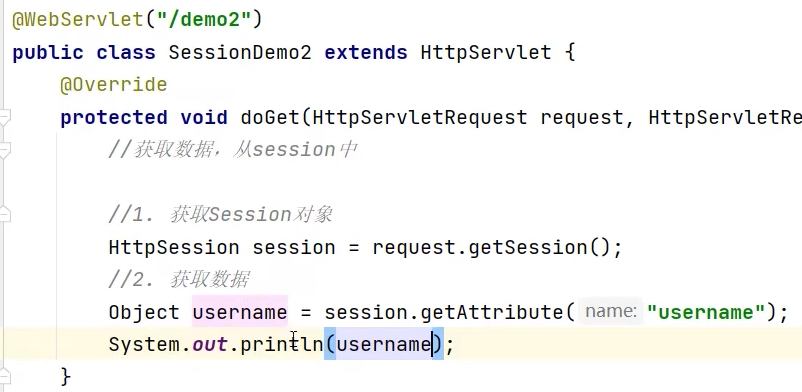 @WebServlet("/demo2")
public class SessionDemo2 extends HttpServlet {
@Override
protected void doGet(HttpServletRequest request, HttpServletRe
//获取数据，从session中
//1. 获取Session对象
HttpSession session = request.getSession();
//2. 获取数据
Object username = session.getAttribute( name: "username");
System.out.println(username);
}